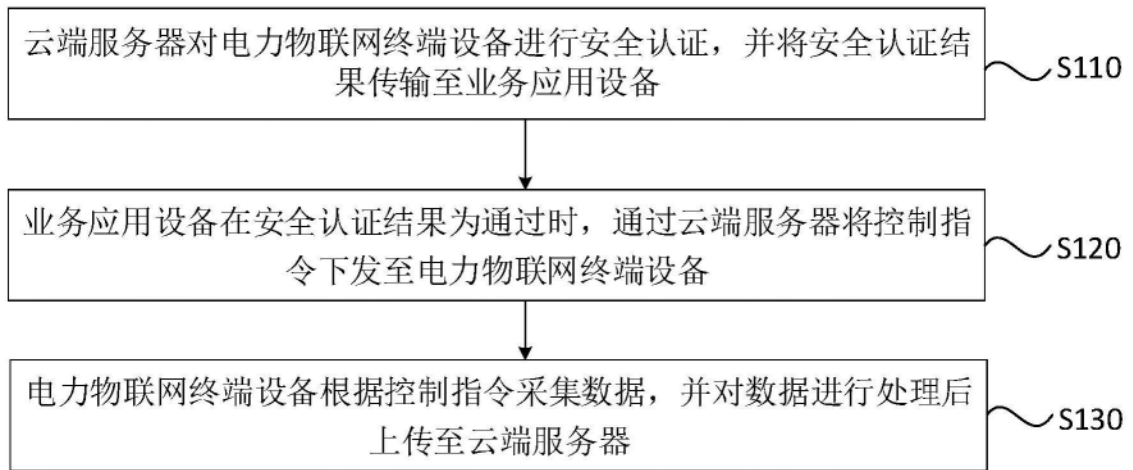 云端服务器对电力物联网终端设备进行安全认证，并将安全认证结
果传输至业务应用设备
S110
业务应用设备在安全认证结果为通过时，通过云端服务器将控制指
令下发至电力物联网终端设备
S120
电力物联网终端设备根据控制指令采集数据，并对数据进行处理后
上传至云端服务器
S130